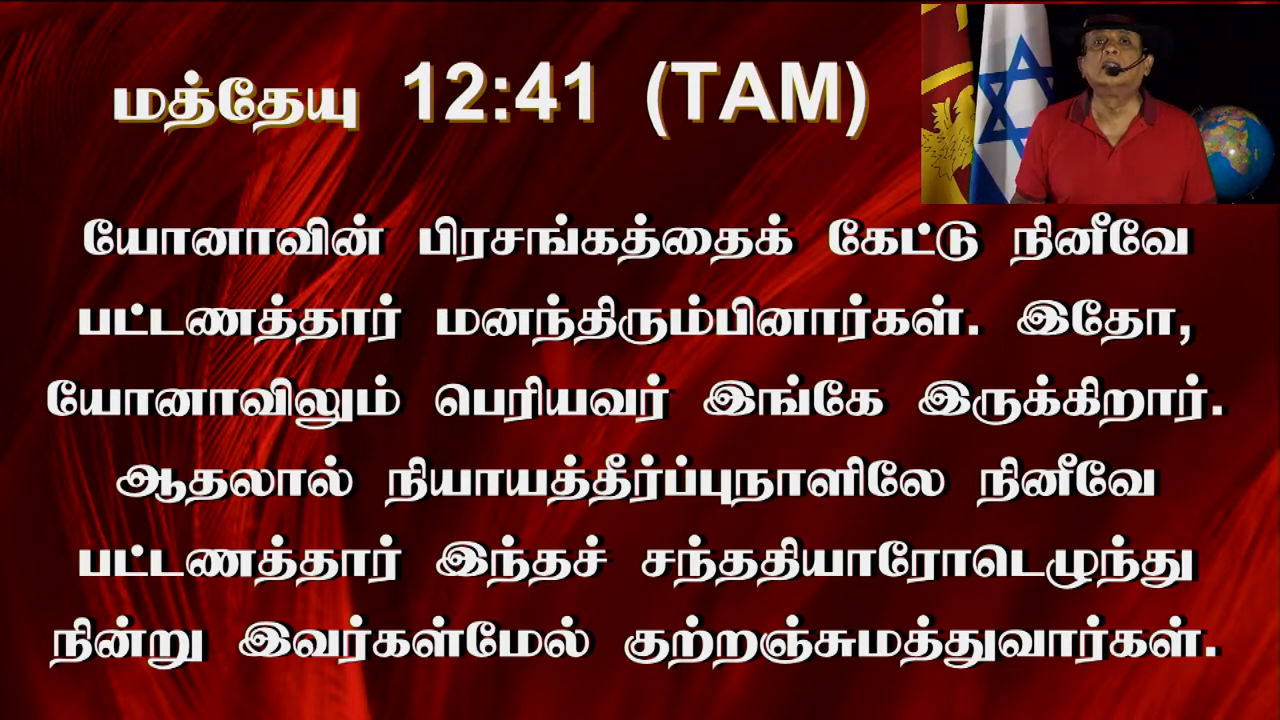 மத்தேயு 12:41 (TAM)
யோனாவின் பிரசங்கத்தைக் கேட்டு நினீவே
பட்டணத்தார் மனந்திரும்பினார்கள். இதோ,
யோனாவிலும் பெரியவர் இங்கே இருக்கிறார்.
ஆதலால் நியாயத்தீர்ப்புநாளிலே நினீவே
பட்டணத்தார் இந்தச் சந்ததியாரோடெழுந்து
நின்று இவர்கள்மேல் குற்றஞ்சுமத்துவார்கள்.